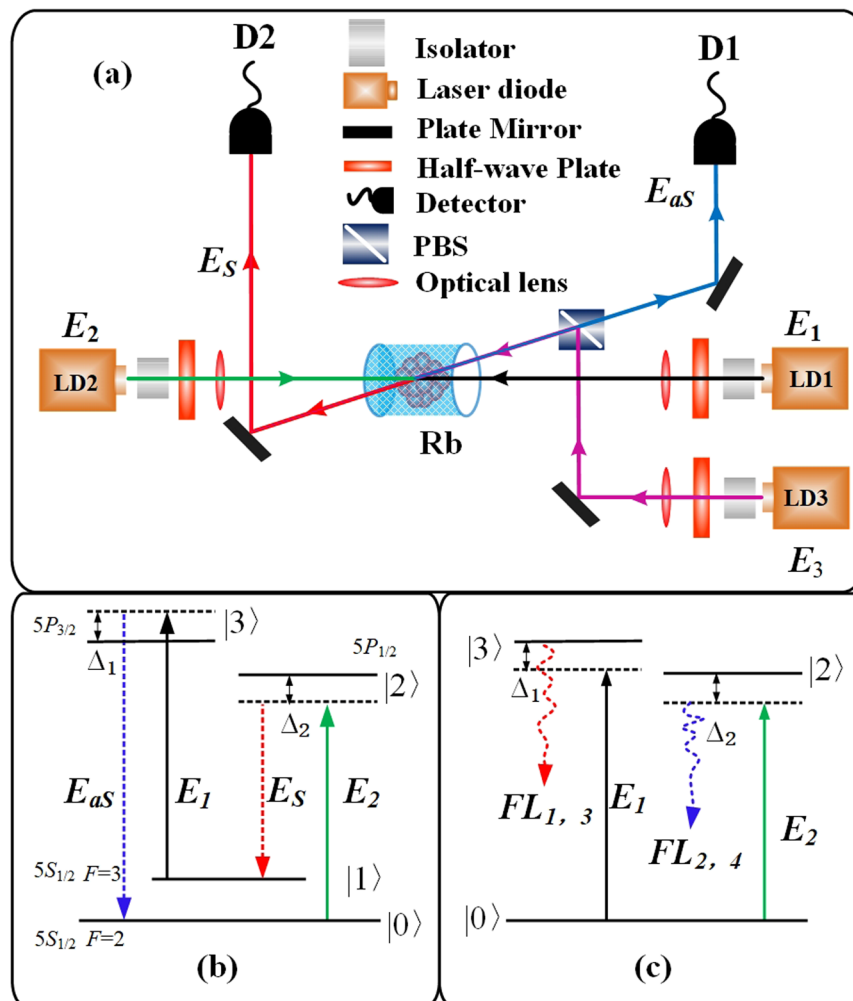 (a)
D2
Isolator
Laser diode
Plate Mirror
Half-wave Plate
Detector
PBS
Optical lens
D1
E_aS
E_S
E_2
LD2
Rb
E_1
LD1
LD3
E_3
5P_3/2
|3⟩
Δ_1
5P_1/2
|2⟩
Δ_2
E_aS
E_1
E_S
E_2
5S_1/2 F=3
|1⟩
5S_1/2 F=2
|0⟩
(b)
|3⟩
Δ_1
|2⟩
Δ_2
FL_1, 3
E_1
FL_2, 4
E_2
|0⟩
(c)